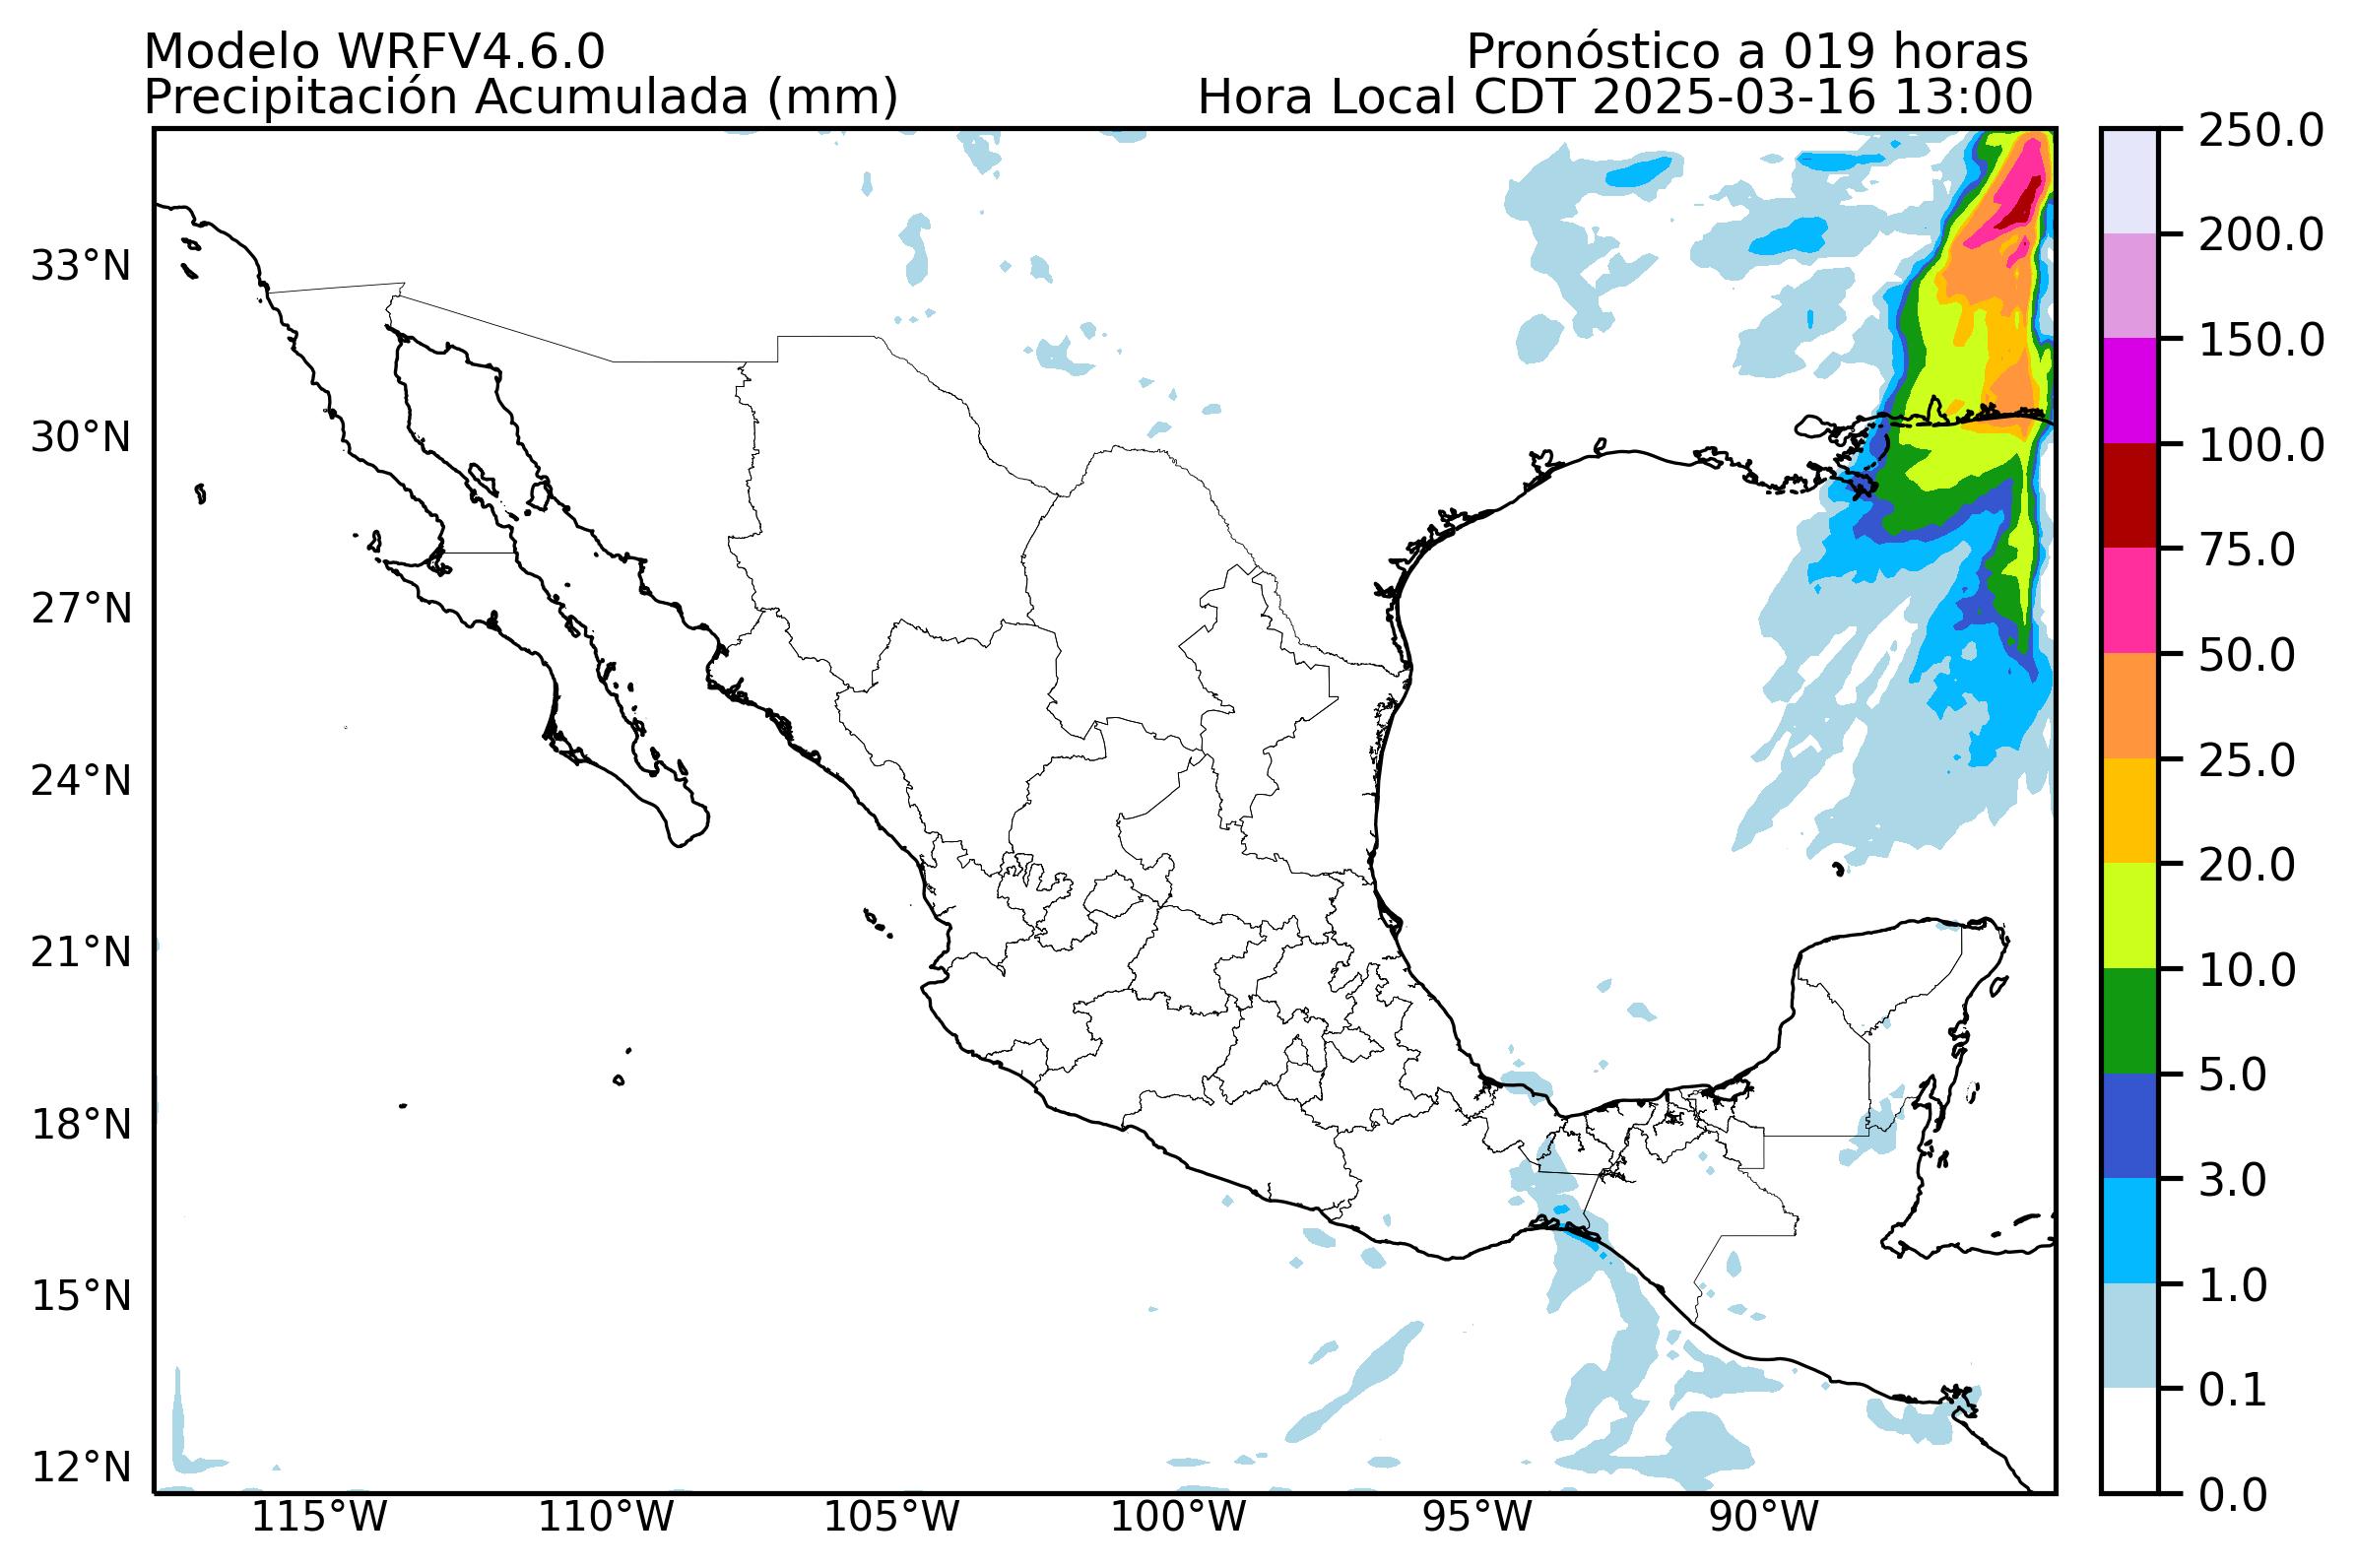 Modelo WRFV4.6.0
Pronóstico a 019 horas
Precipitación Acumulada (mm)
Hora Local CDT 2025-03-16 13:00
33°N
30°N
27°N
24°N
21°N
18°N
15°N
12°N
115°W
110°W
105°W
100°W
95°W
90°W
250.0
200.0
150.0
100.0
75.0
50.0
25.0
20.0
10.0
5.0
3.0
1.0
0.1
0.0